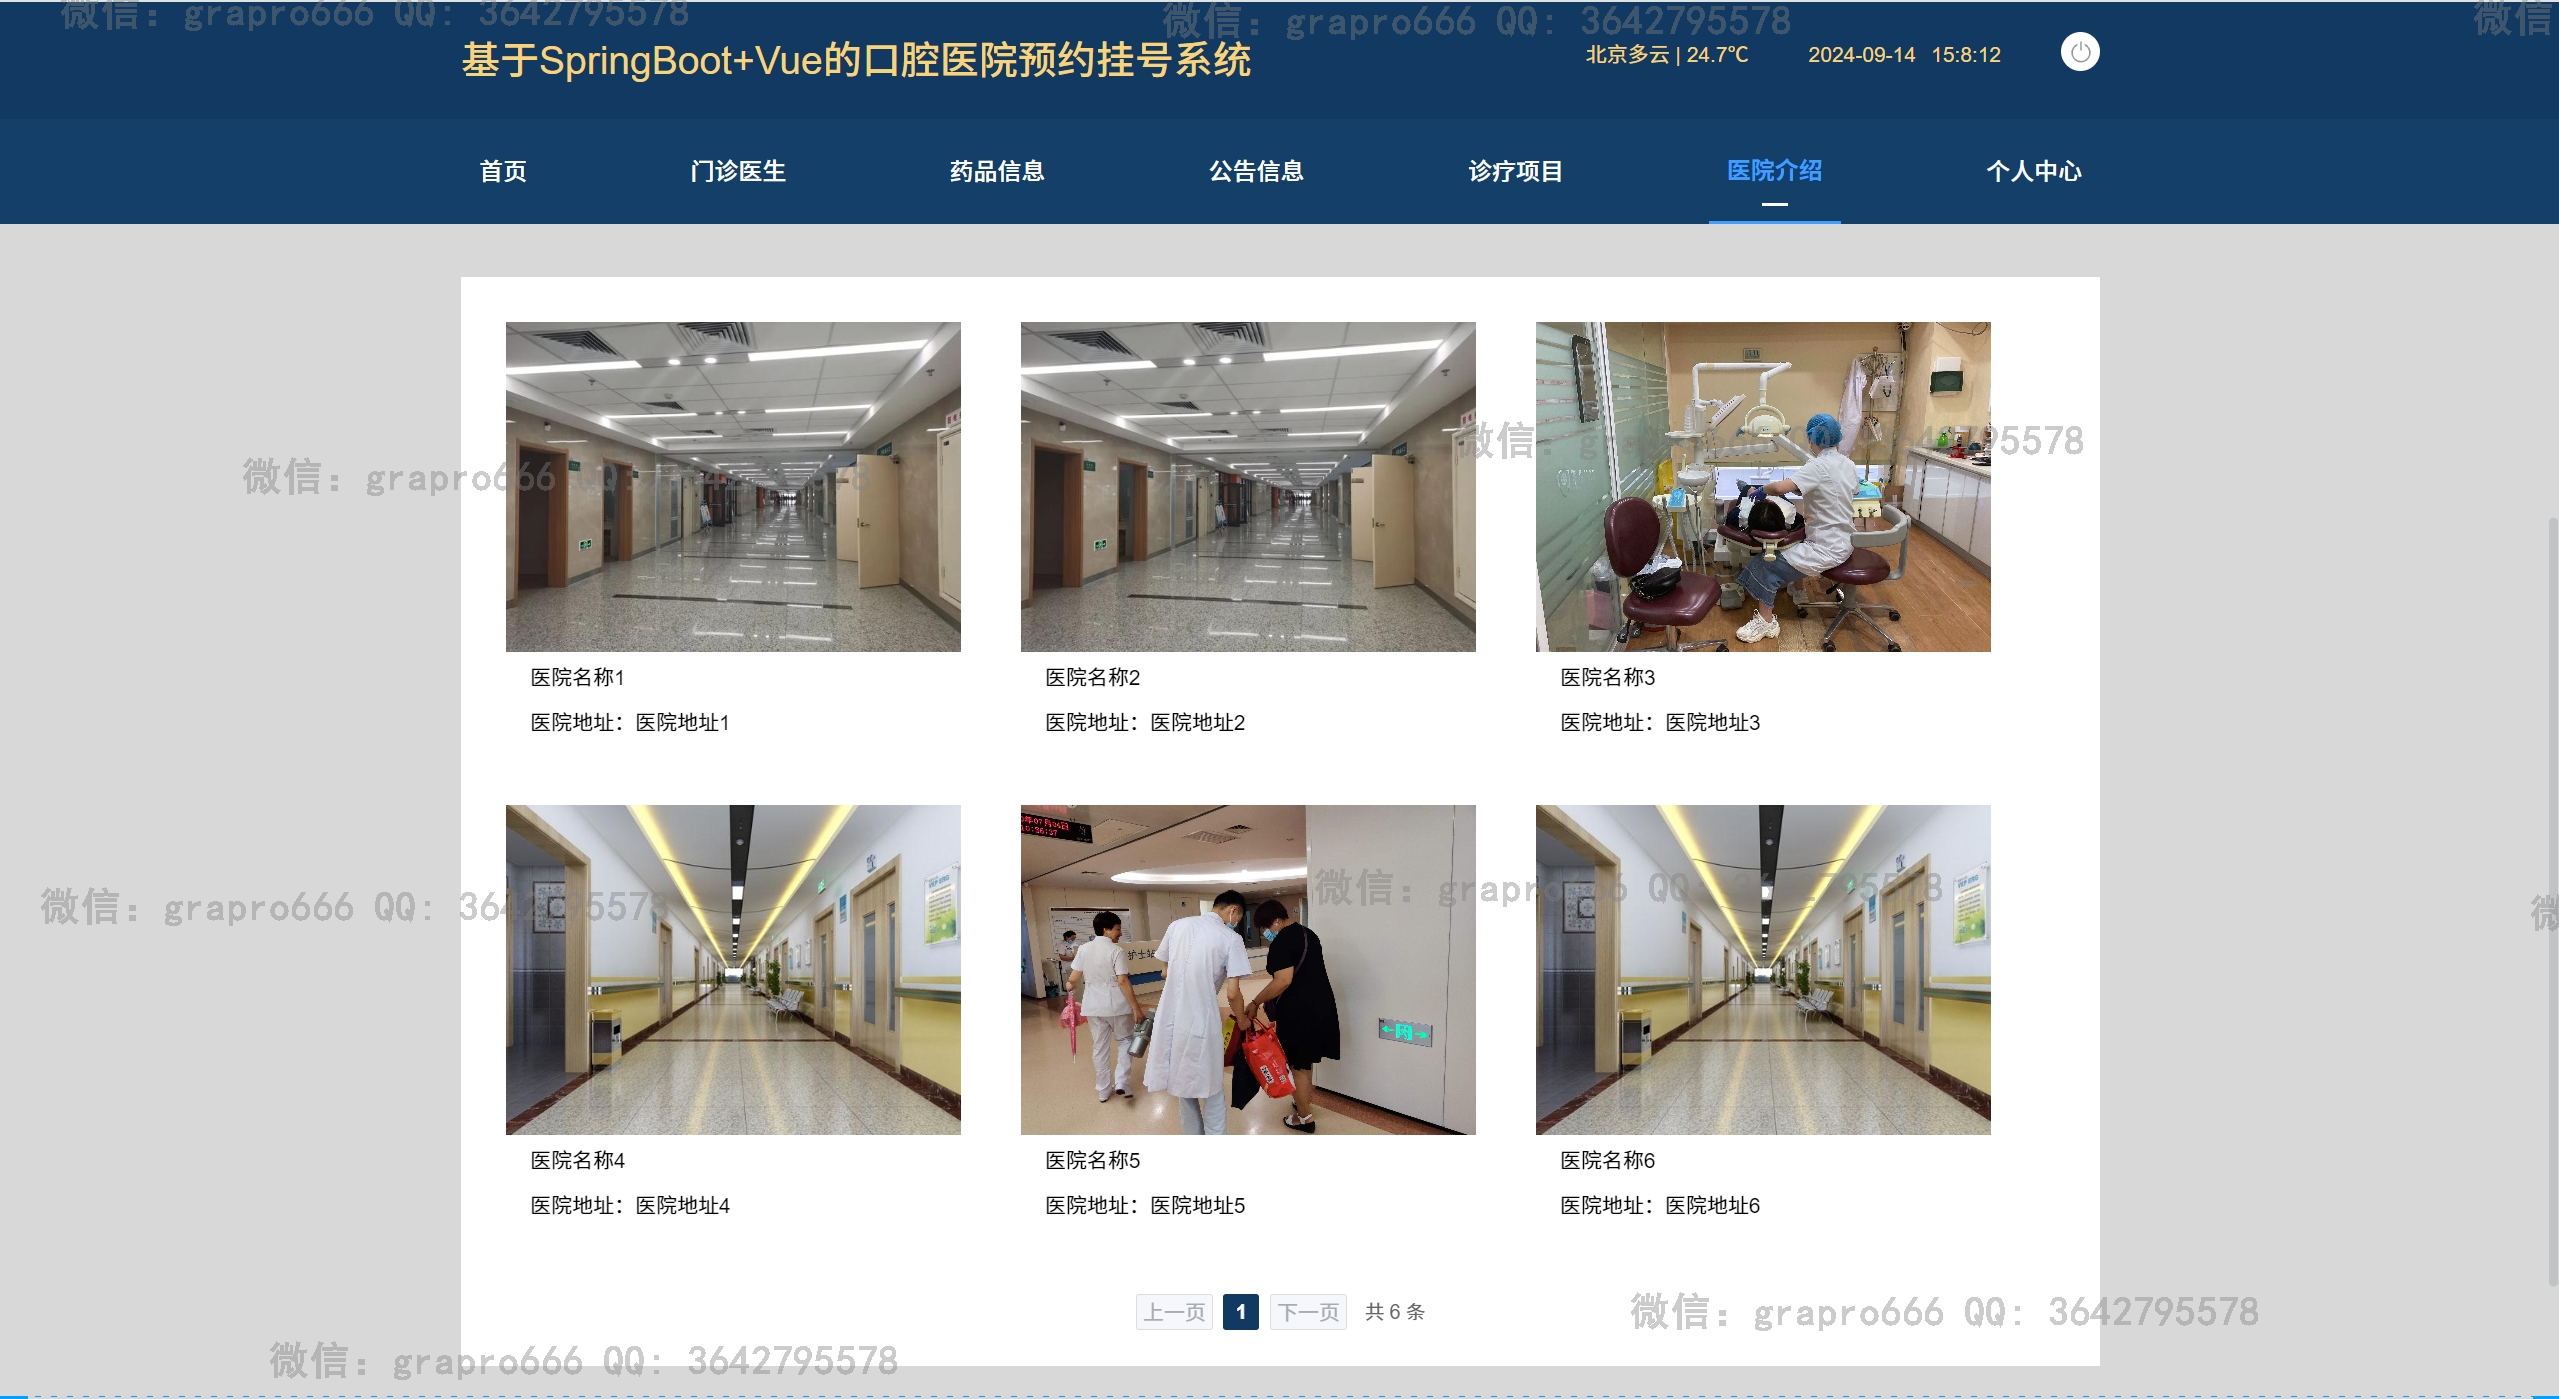 微信：grapro666 QQ: 3642795578
微信：grapro666 QQ: 3642795578
微信
基于SpringBoot+Vue的口腔医院预约挂号系统
北京多云 | 24.7℃
2024-09-14 15:8:12
首页
门诊医生
药品信息
公告信息
诊疗项目
医院介绍
个人中心
微信：grapro666 QQ:
微信：
95578
医院名称1
医院名称2
医院名称3
医院地址：医院地址1
医院地址：医院地址2
医院地址：医院地址3
微信：grapro666 QQ: 3642795578
微信：grapro666 QQ: 3642795578
微
护士站
医院名称4
医院名称5
医院名称6
医院地址：医院地址4
医院地址：医院地址5
医院地址：医院地址6
上一页
1
下一页
共 6 条
微信：grapro666 QQ: 3642795578
微信：grapro666 QQ: 3642795578